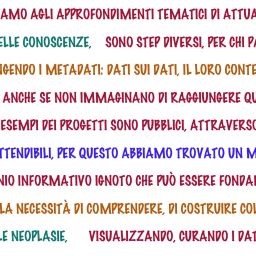 AMO AGLI APPROFONDIMENTI TEMATICI DI ATTUA
ELLE CONOSCENZE, SONO STEP DIVERSI, PER CHI PA
GENDO I METADATI: DATI SUI DATI, IL LORO CONTE
ANCHE SE NON IMMAGINANO DI RAGGIUNGERE QU
ESEMPI DEI PROGETTI SONO PUBBLICI, ATTRAVERSO
TTENDIBILI, PER QUESTO ABBIAMO TROVATO UN M
NIO INFORMATIVO IGNOTO CHE PUÒ ESSERE FONDAM
LA NECESSITÀ DI COMPRENDERE, DI COSTRUIRE COL
LE NEOPLASIE, VISUALIZZANDO, CURANDO I DAT